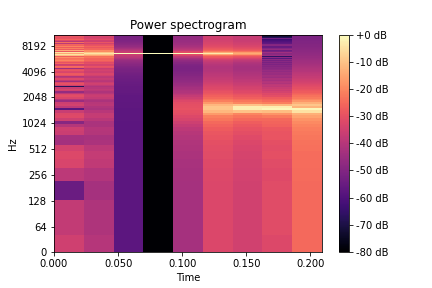 Power spectrogram
Hz
8192
4096
2048
1024
512
256
128
64
0
0.000 0.050 0.100 0.150 0.200
Time
+0 dB
-10 dB
-20 dB
-30 dB
-40 dB
-50 dB
-60 dB
-70 dB
-80 dB